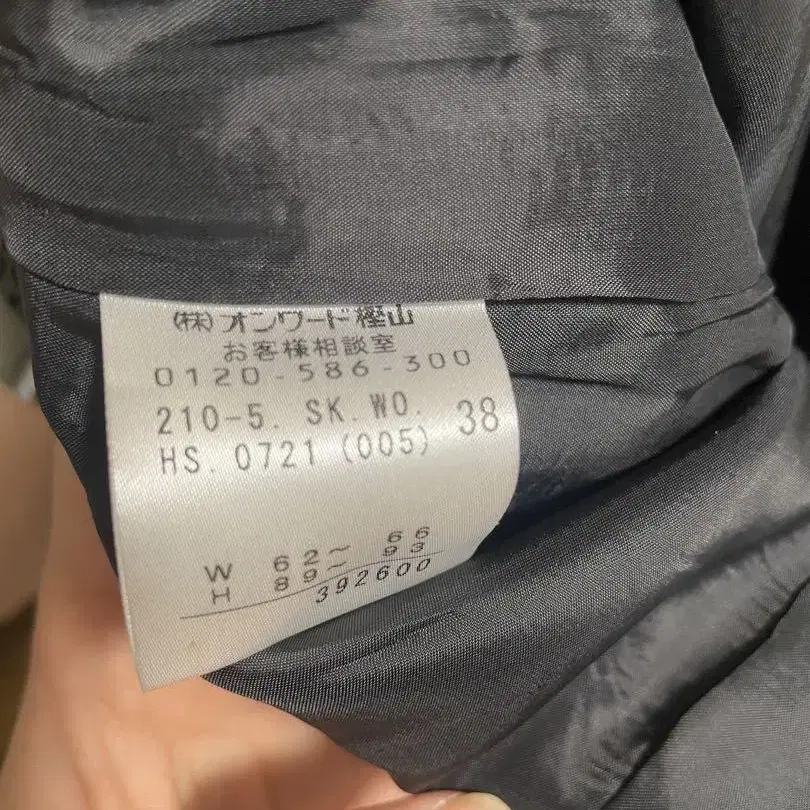 (株)オンワード樫山
お客様相談室
0120-586-300
210-5. SK.WO. 38
HS. 0721 (005)
W 62~ 66
H 89~ 93
392600